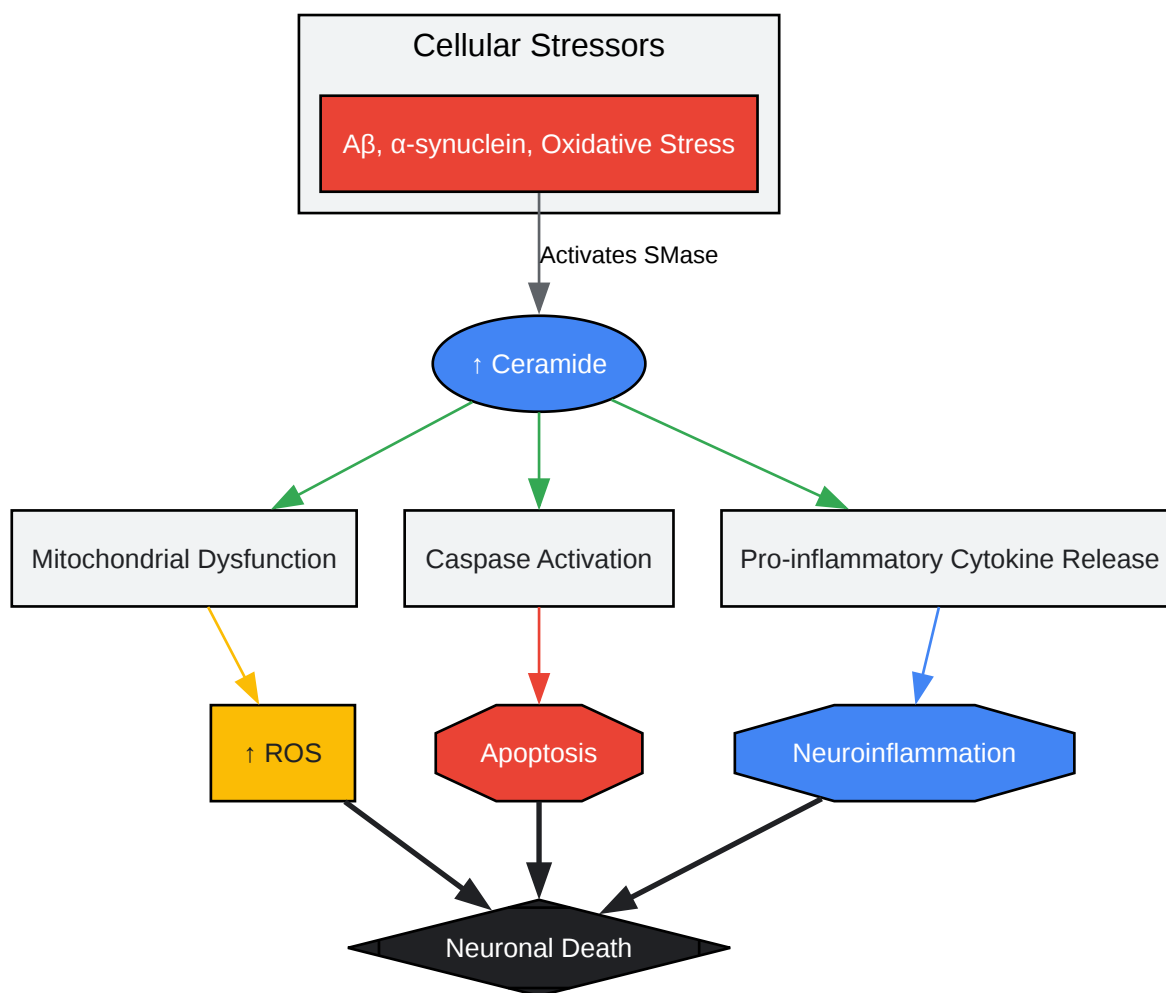 Cellular Stressors
Aβ, α-synuclein, Oxidative Stress
Activates SMase
↑ Ceramide
Mitochondrial Dysfunction
Caspase Activation
Pro-inflammatory Cytokine Release
↑ ROS
Apoptosis
Neuroinflammation
Neuronal Death